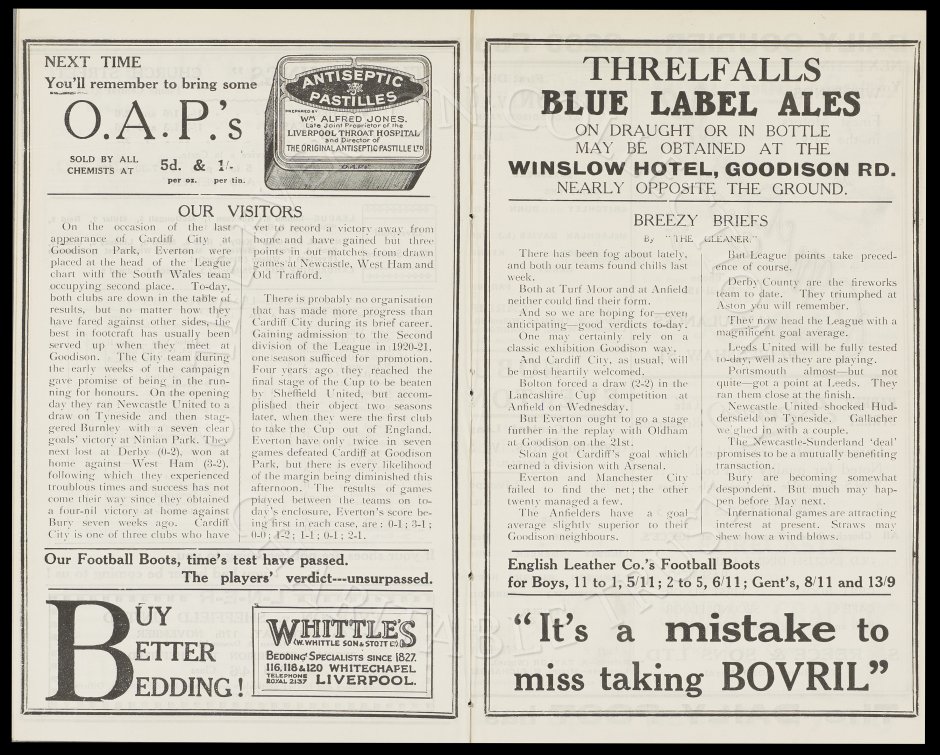 NEXT TIME
You'll remember to bring some
O.A.P.'s
SOLD BY ALL
CHEMISTS AT
5d. & 1/-
per oz. per tin.
ANTISEPTIC
PASTILLES
PREPARED BY
WM ALFRED JONES.
Late Joint Proprietor of the
LIVERPOOL THROAT HOSPITAL
and Director of
THE ORIGINAL ANTISEPTIC PASTILLE LTD
"O.A.P.'s"
OUR VISITORS
On the occasion of the last
appearance of Cardiff City at
Goodison Park, Everton were
placed at the head of the League
chart with the South Wales team
occupying second place. To-day,
both clubs are down in the table of
results, but no matter how they
have fared against other sides, the
best in footcraft has usually been
served up when they meet at
Goodison. The City team during
the early weeks of the campaign
gave promise of being in the run-
ning for honours. On the opening
day they ran Newcastle United to a
draw on Tyneside and then stag-
gered Burnley with a seven clear
goals' victory at Ninian Park. They
next lost at Derby (0-2), won at
home against West Ham (3-2),
following which they experienced
troublous times and success has not
come their way since they obtained
a four-nil victory at home against
Bury seven weeks ago. Cardiff
City is one of three clubs who have
yet to record a victory away from
home and have gained but three
points in out matches from drawn
games at Newcastle, West Ham and
Old Trafford.
There is probably no organisation
that has made more progress than
Cardiff City during its brief career.
Gaining admission to the Second
division of the League in 1920-21,
one season sufficed for promotion.
Four years ago they reached the
final stage of the Cup to be beaten
by Sheffield United, but accom-
plished their object two seasons
later, when they were the first club
to take the Cup out of England.
Everton have only twice in seven
games defeated Cardiff at Goodison
Park, but there is every likelihood
of the margin being diminished this
afternoon. The results of games
played between the teams on to-
day's enclosure, Everton's score be-
ing first in each case, are: 0-1; 3-1;
0-0; 1-2; 1-1; 0-1; 2-1.
Our Football Boots, time's test have passed.
The players' verdict---unsurpassed.
BUY
BETTER
BEDDING!
WHITTLE'S
(W. WHITTLE SON & STOTT LTD)
BEDDING SPECIALISTS SINCE 1827.
116, 118 & 120 WHITECHAPEL
TELEPHONE
ROYAL 2137
LIVERPOOL.
THRELFALLS
BLUE LABEL ALES
ON DRAUGHT OR IN BOTTLE
MAY BE OBTAINED AT THE
WINSLOW HOTEL, GOODISON RD.
NEARLY OPPOSITE THE GROUND.
BREEZY BRIEFS
By "THE GLEANER."
There has been fog about lately,
and both our teams found chills last
week.
Both at Turf Moor and at Anfield
neither could find their form.
And so we are hoping for—even
anticipating—good verdicts to-day.
One may certainly rely on a
classic exhibition Goodison way.
And Cardiff City, as usual, will
be most heartily welcomed.
Bolton forced a draw (2-2) in the
Lancashire Cup competition at
Anfield on Wednesday.
But Everton ought to go a stage
further in the replay with Oldham
at Goodison on the 21st.
Sloan got Cardiff's goal which
earned a division with Arsenal.
Everton and Manchester City
failed to find the net; the other
twenty managed a few.
The Anfielders have a goal
average slightly superior to their
Goodison neighbours.
But League points take preced-
ence of course.
Derby County are the fireworks
team to date. They triumphed at
Aston you will remember.
They now head the League with a
magnificent goal average.
Leeds United will be fully tested
to-day, well as they are playing.
Portsmouth almost—but not
quite—got a point at Leeds. They
ran them close at the finish.
Newcastle United shocked Hud-
dersfield on Tyneside. Gallacher
weighed in with a couple.
The Newcastle-Sunderland 'deal'
promises to be a mutually benefiting
transaction.
Bury are becoming somewhat
despondent. But much may hap-
pen before May next.
International games are attracting
interest at present. Straws may
shew how a wind blows.
English Leather Co.'s Football Boots
for Boys, 11 to 1, 5/11; 2 to 5, 6/11; Gent's, 8/11 and 13/9
"It's a mistake to
miss taking BOVRIL"